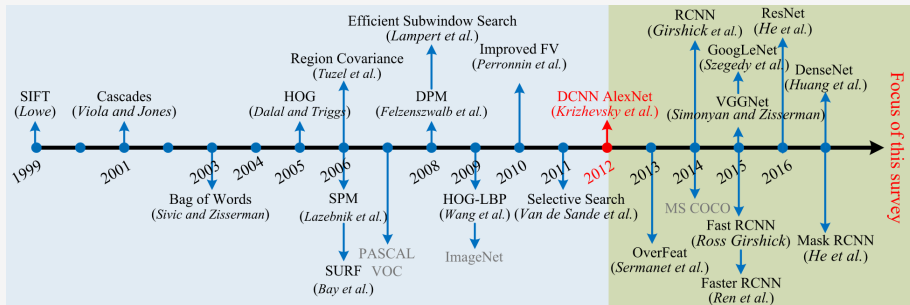 SIFT
(Lowe)
Cascades
(Viola and Jones)
HOG
(Dalal and Triggs)
Region Covariance
(Tuzel et al.)
Efficient Subwindow Search
(Lampert et al.)
DPM
(Felzenszwalb et al.)
Improved FV
(Perronnin et al.)
DCNN AlexNet
(Krizhevsky et al.)
RCNN
(Girshick et al.)
GoogLeNet
(Szegedy et al.)
VGGNet
(Simonyan and Zisserman)
ResNet
(He et al.)
DenseNet
(Huang et al.)
Focus of this survey
1999
2001
2003
2004
2005
2006
2008
2009
2010
2011
2012
2013
2014
2015
2016
Bag of Words
(Sivic and Zisserman)
SPM
(Lazebnik et al.)
SURF
(Bay et al.)
PASCAL
VOC
HOG-LBP
(Wang et al.)
ImageNet
Selective Search
(Van de Sande et al.)
OverFeat
(Sermanet et al.)
MS COCO
Fast RCNN
(Ross Girshick)
Faster RCNN
(Ren et al.)
Mask RCNN
(He et al.)